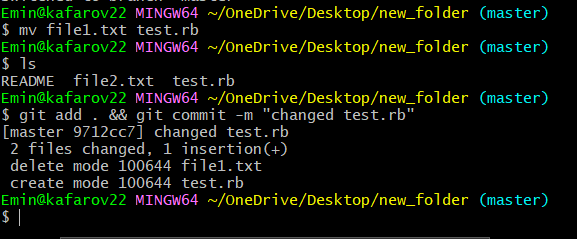 Emin@kafarov22 MINGW64 ~/OneDrive/Desktop/new_folder (master)
$ mv file1.txt test.rb
Emin@kafarov22 MINGW64 ~/OneDrive/Desktop/new_folder (master)
$ ls
README  file2.txt  test.rb
Emin@kafarov22 MINGW64 ~/OneDrive/Desktop/new_folder (master)
$ git add . && git commit -m "changed test.rb"
[master 9712cc7] changed test.rb
 2 files changed, 1 insertion(+)
 delete mode 100644 file1.txt
 create mode 100644 test.rb
Emin@kafarov22 MINGW64 ~/OneDrive/Desktop/new_folder (master)
$